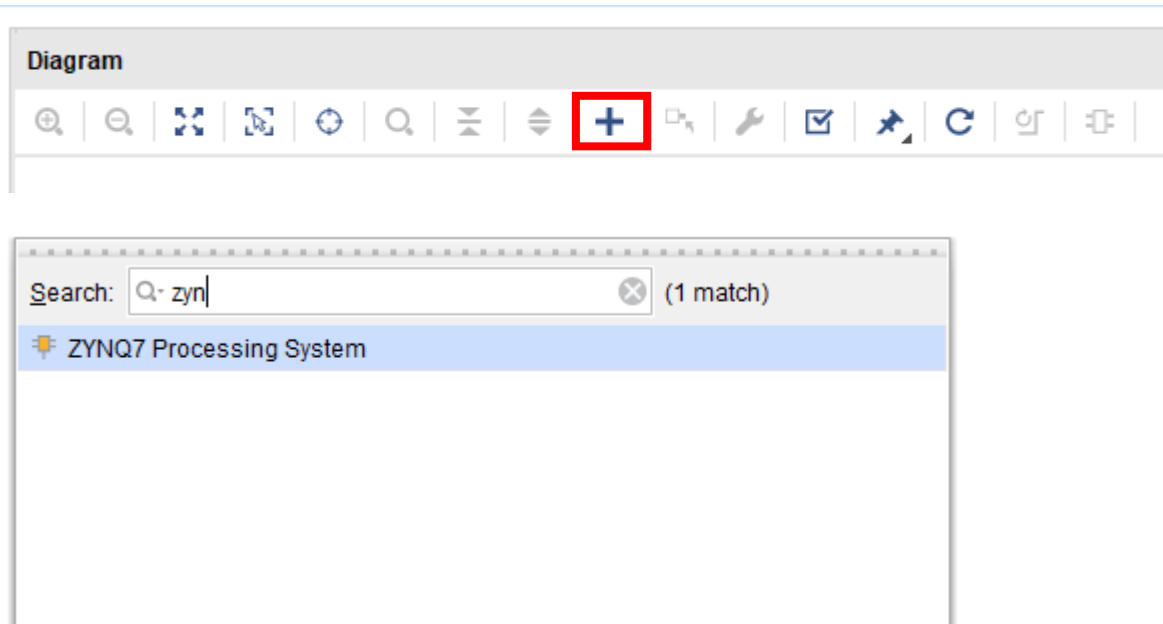 Diagram
Search: zyn (1 match)
ZYNQ7 Processing System